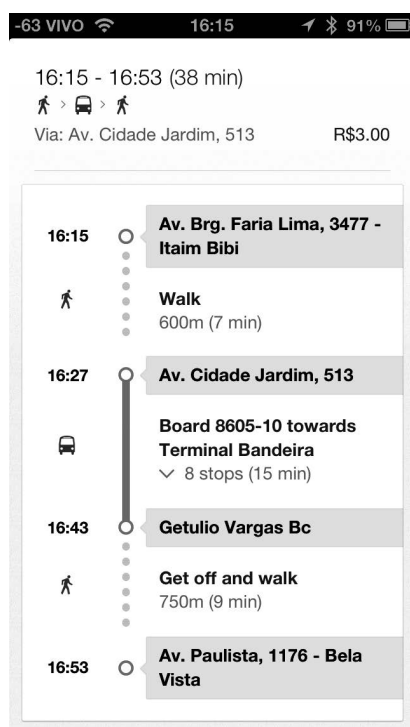 -63 VIVO 16:15 91%
16:15 - 16:53 (38 min)
Via: Av. Cidade Jardim, 513 R$3.00
16:15 Av. Brg. Faria Lima, 3477 -
Itaim Bibi
Walk
600m (7 min)
16:27 Av. Cidade Jardim, 513
Board 8605-10 towards
Terminal Bandeira
8 stops (15 min)
16:43 Getulio Vargas Bc
Get off and walk
750m (9 min)
16:53 Av. Paulista, 1176 - Bela
Vista